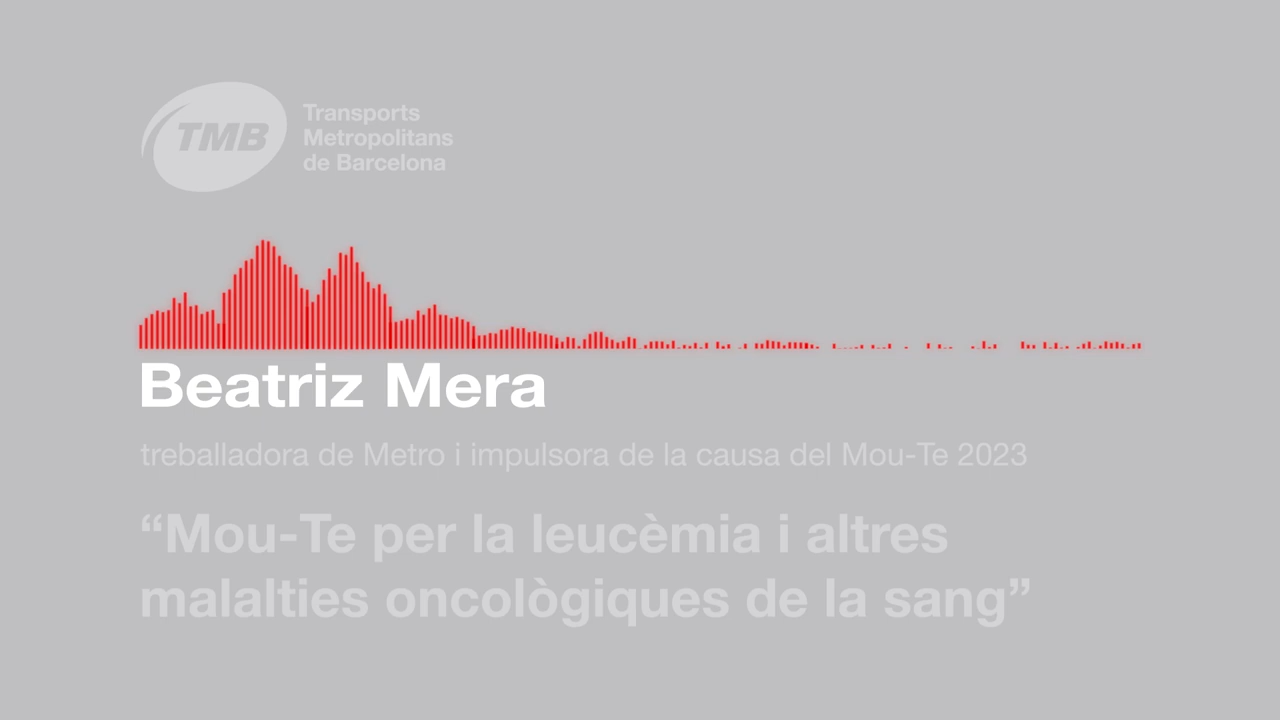 TMB
Transports
Metropolitans
de Barcelona
Beatriz Mera
treballadora de Metro i impulsora de la causa del Mou-Te 2023
“Mou-Te per la leucèmia i altres
malalties oncològiques de la sang”